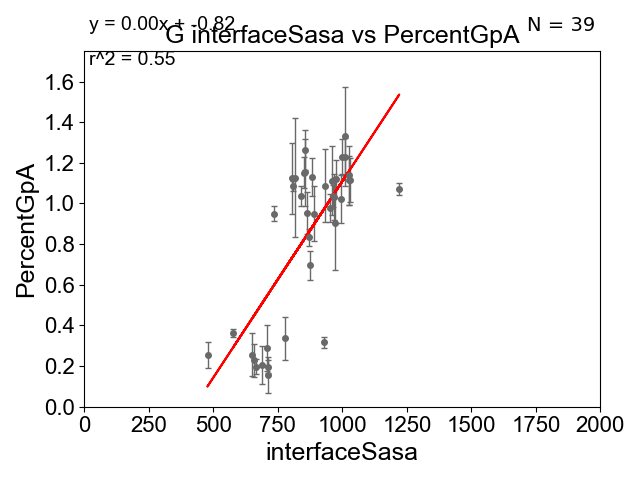 y = 0.00x + -0.82
N = 39
G interfaceSasa vs PercentGpA
r^2 = 0.55
PercentGpA
1.6
1.4
1.2
1.0
0.8
0.6
0.4
0.2
0.0
0 250 500 750 1000 1250 1500 1750 2000
interfaceSasa